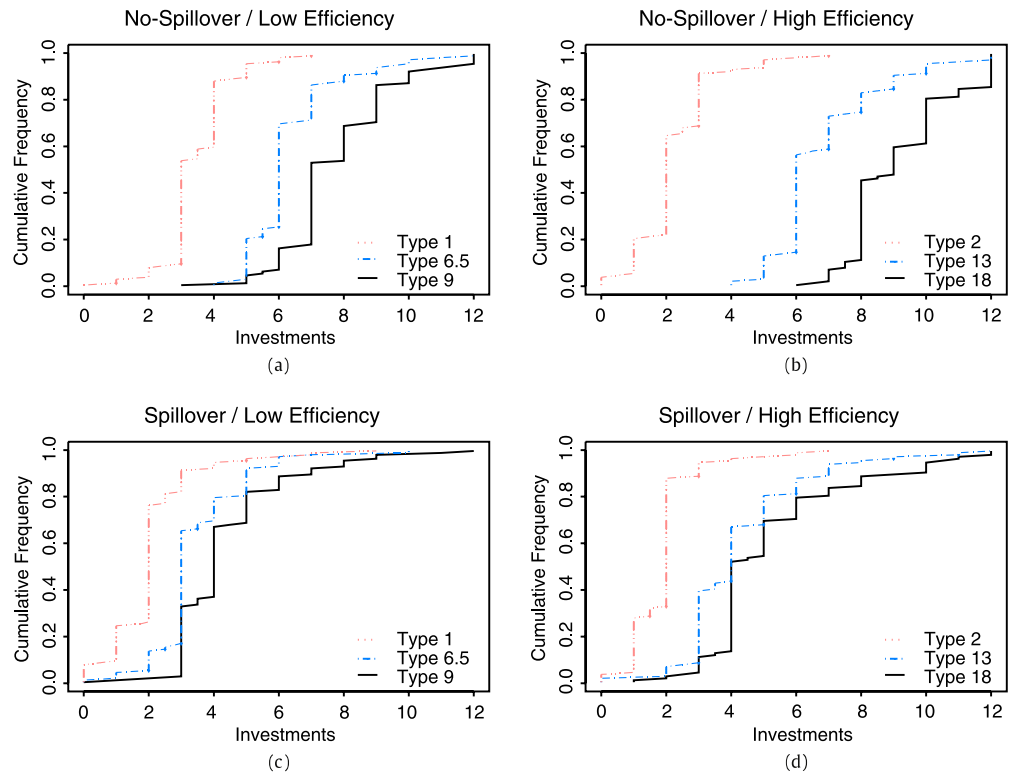 No-Spillover / Low Efficiency
Cumulative Frequency
0.0 0.2 0.4 0.6 0.8 1.0
Type 1
Type 6.5
Type 9
0 2 4 6 8 10 12
Investments
(a)
No-Spillover / High Efficiency
Cumulative Frequency
0.0 0.2 0.4 0.6 0.8 1.0
Type 2
Type 13
Type 18
0 2 4 6 8 10 12
Investments
(b)
Spillover / Low Efficiency
Cumulative Frequency
0.0 0.2 0.4 0.6 0.8 1.0
Type 1
Type 6.5
Type 9
0 2 4 6 8 10 12
Investments
(c)
Spillover / High Efficiency
Cumulative Frequency
0.0 0.2 0.4 0.6 0.8 1.0
Type 2
Type 13
Type 18
0 2 4 6 8 10 12
Investments
(d)